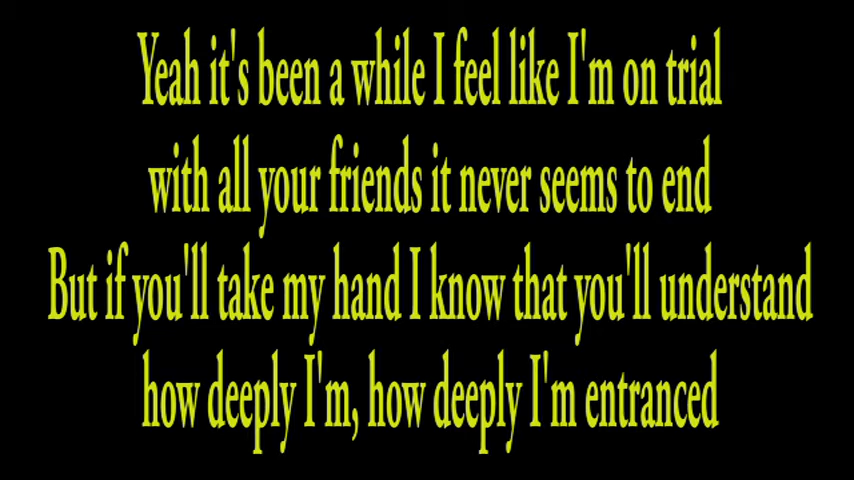 Yeah it's been a while I feel like I'm on trial
with all your friends it never seems to end
But if you'll take my hand I know that you'll understand
how deeply I'm, how deeply I'm entranced